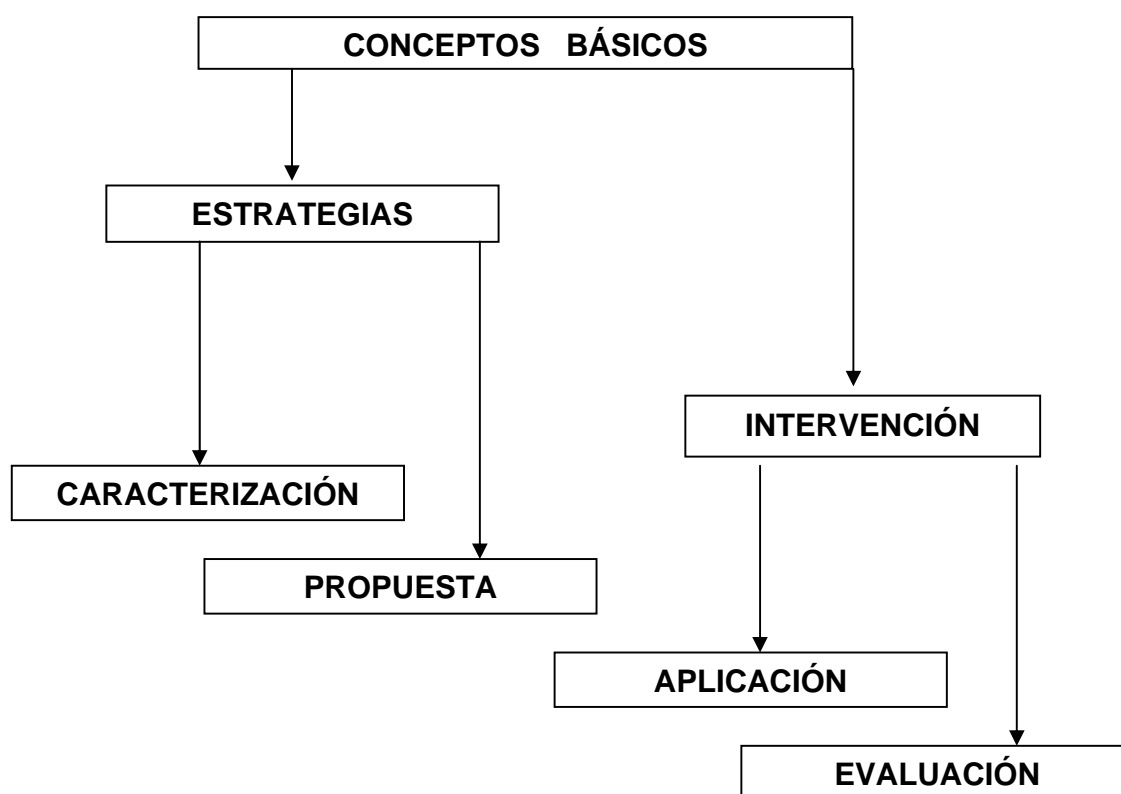 CONCEPTOS BÁSICOS
ESTRATEGIAS
INTERVENCIÓN
CARACTERIZACIÓN
PROPUESTA
APLICACIÓN
EVALUACIÓN